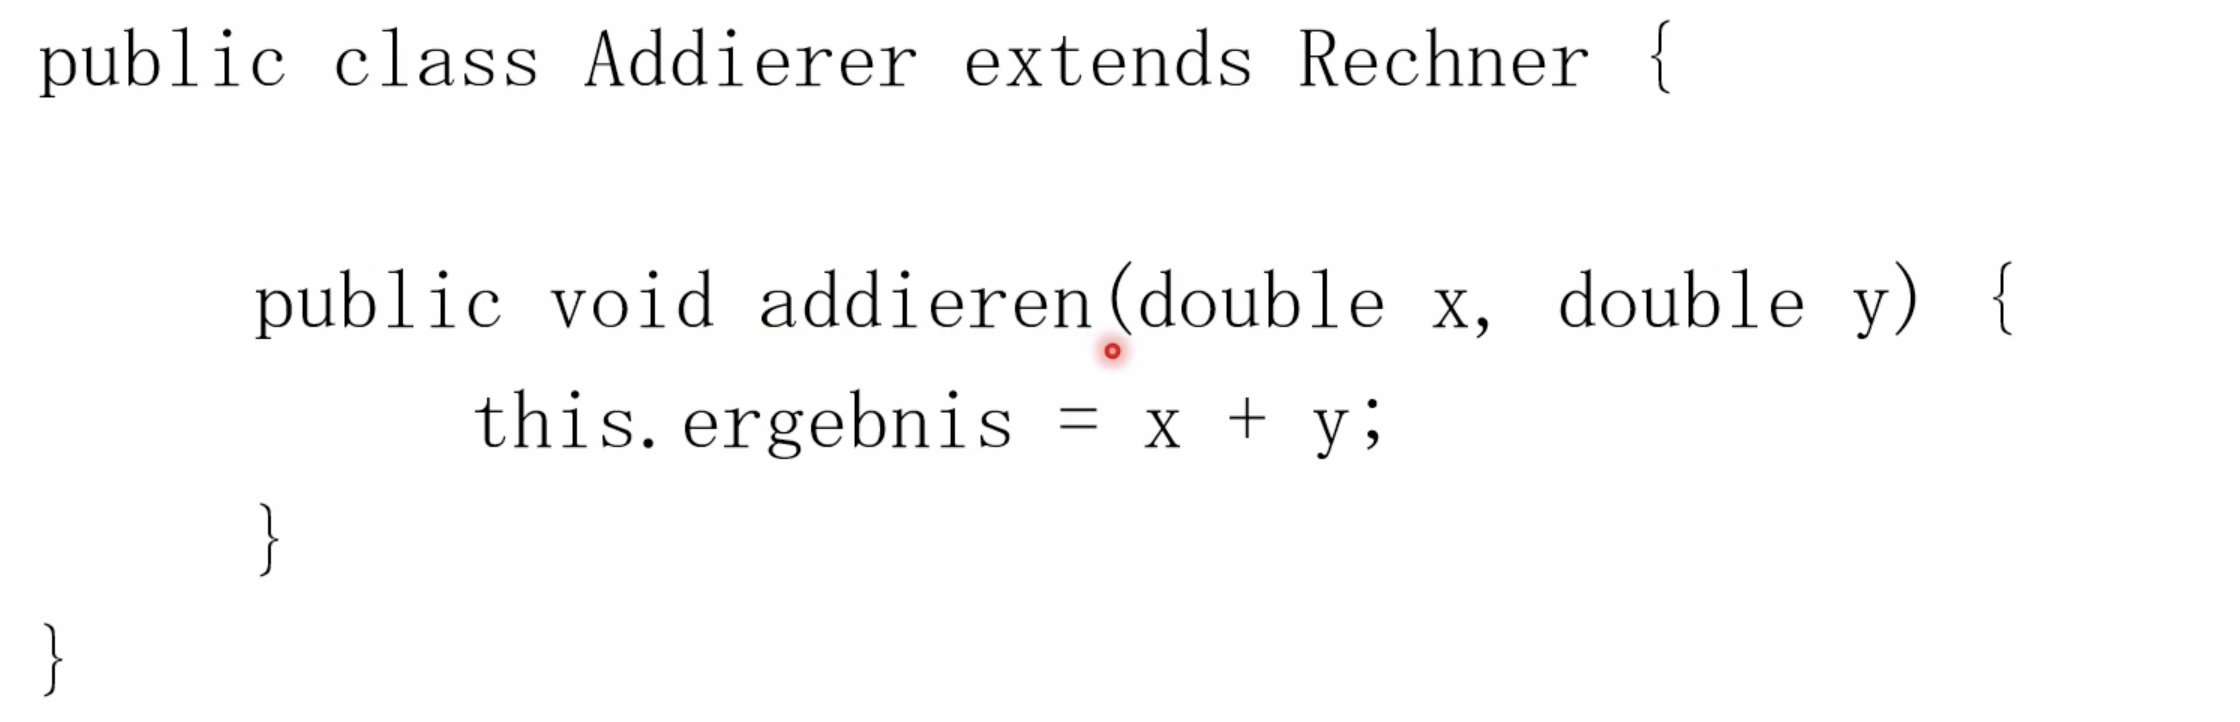 public class Addierer extends Rechner {
public void addieren(double x, double y) {
this.ergebnis = x + y;
}
}